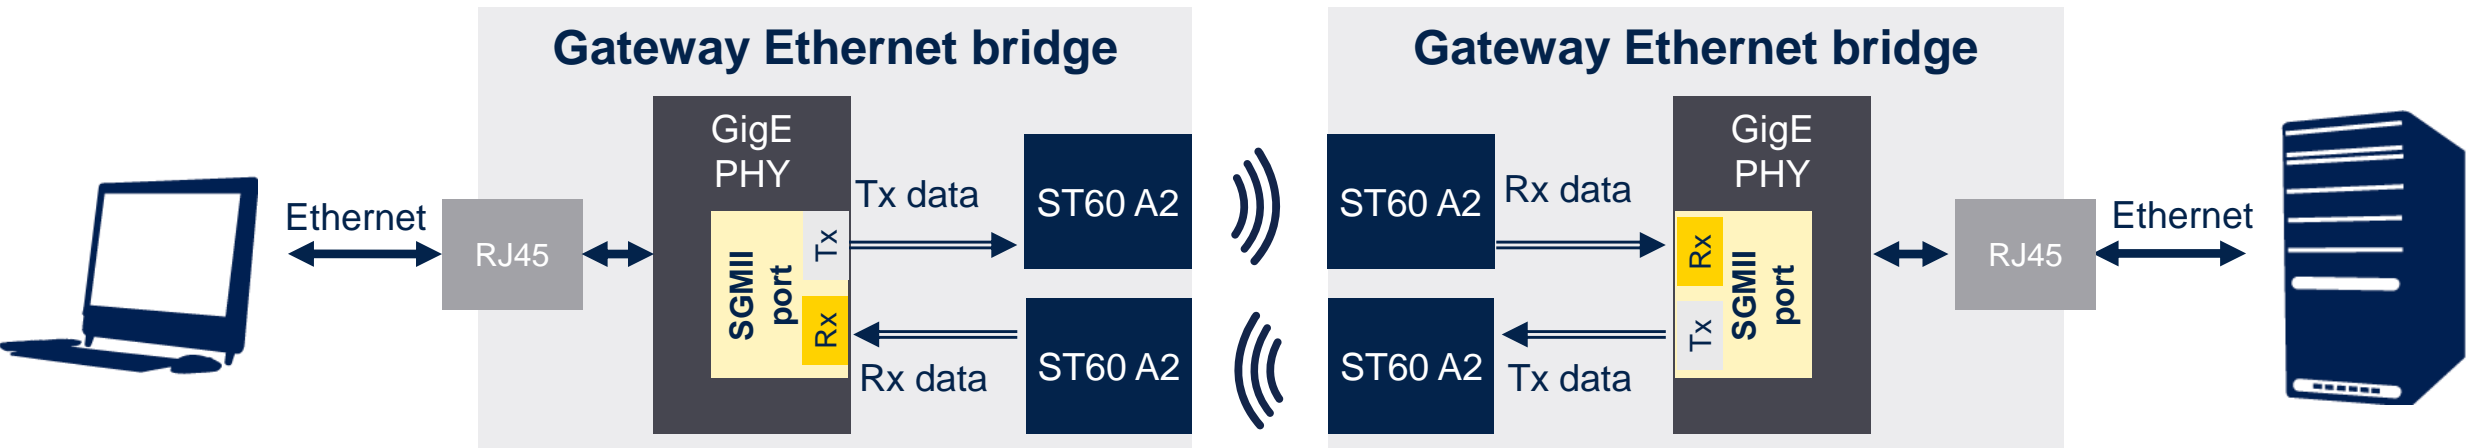 Gateway Ethernet bridge
Gateway Ethernet bridge
Ethernet
RJ45
GigE
PHY
SGMII
port
Tx
Rx
Tx data
Rx data
ST60 A2
ST60 A2
ST60 A2
ST60 A2
Rx data
Tx data
GigE
PHY
Rx
Tx
SGMII
port
RJ45
Ethernet